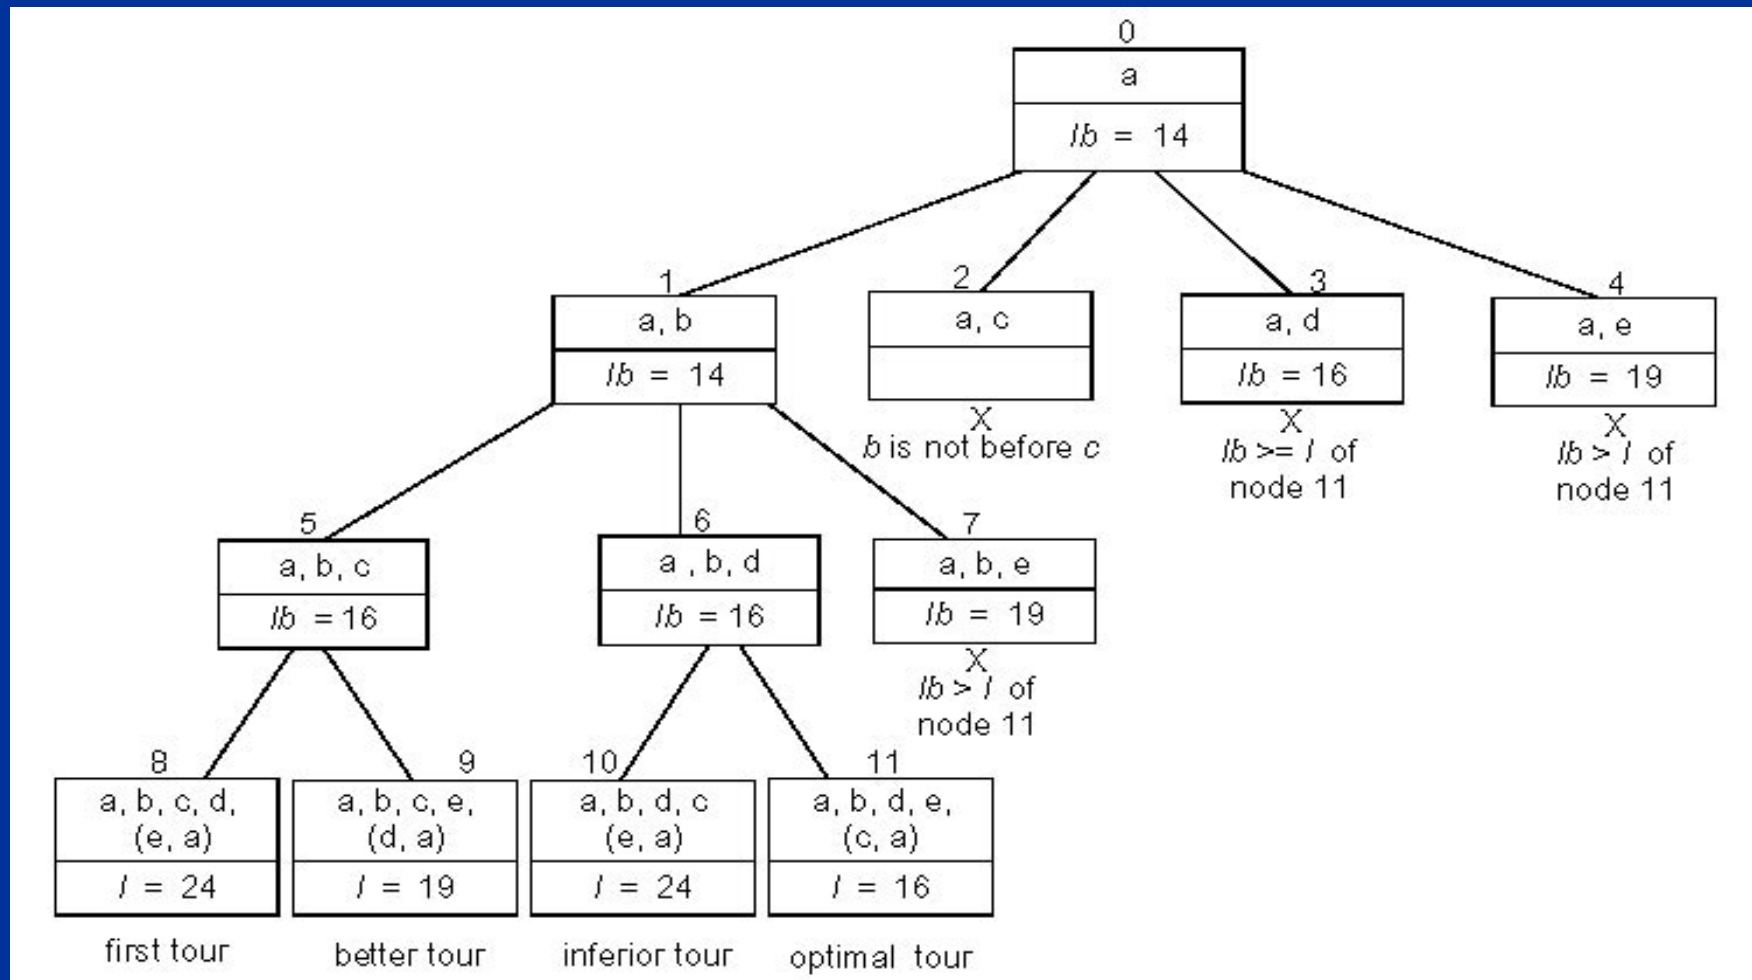 0
a
lb = 14
1
a, b
lb = 14
2
a, c
X
b is not before c
3
a, d
lb = 16
X
lb >= l of
node 11
4
a, e
lb = 19
X
lb > l of
node 11
5
a, b, c
lb = 16
6
a , b, d
lb = 16
7
a, b, e
lb = 19
X
lb > l of
node 11
8
a, b, c, d,
(e, a)
l = 24
first tour
9
a, b, c, e,
(d, a)
l = 19
better tour
10
a, b, d, c
(e, a)
l = 24
inferior tour
11
a, b, d, e,
(c, a)
l = 16
optimal tour